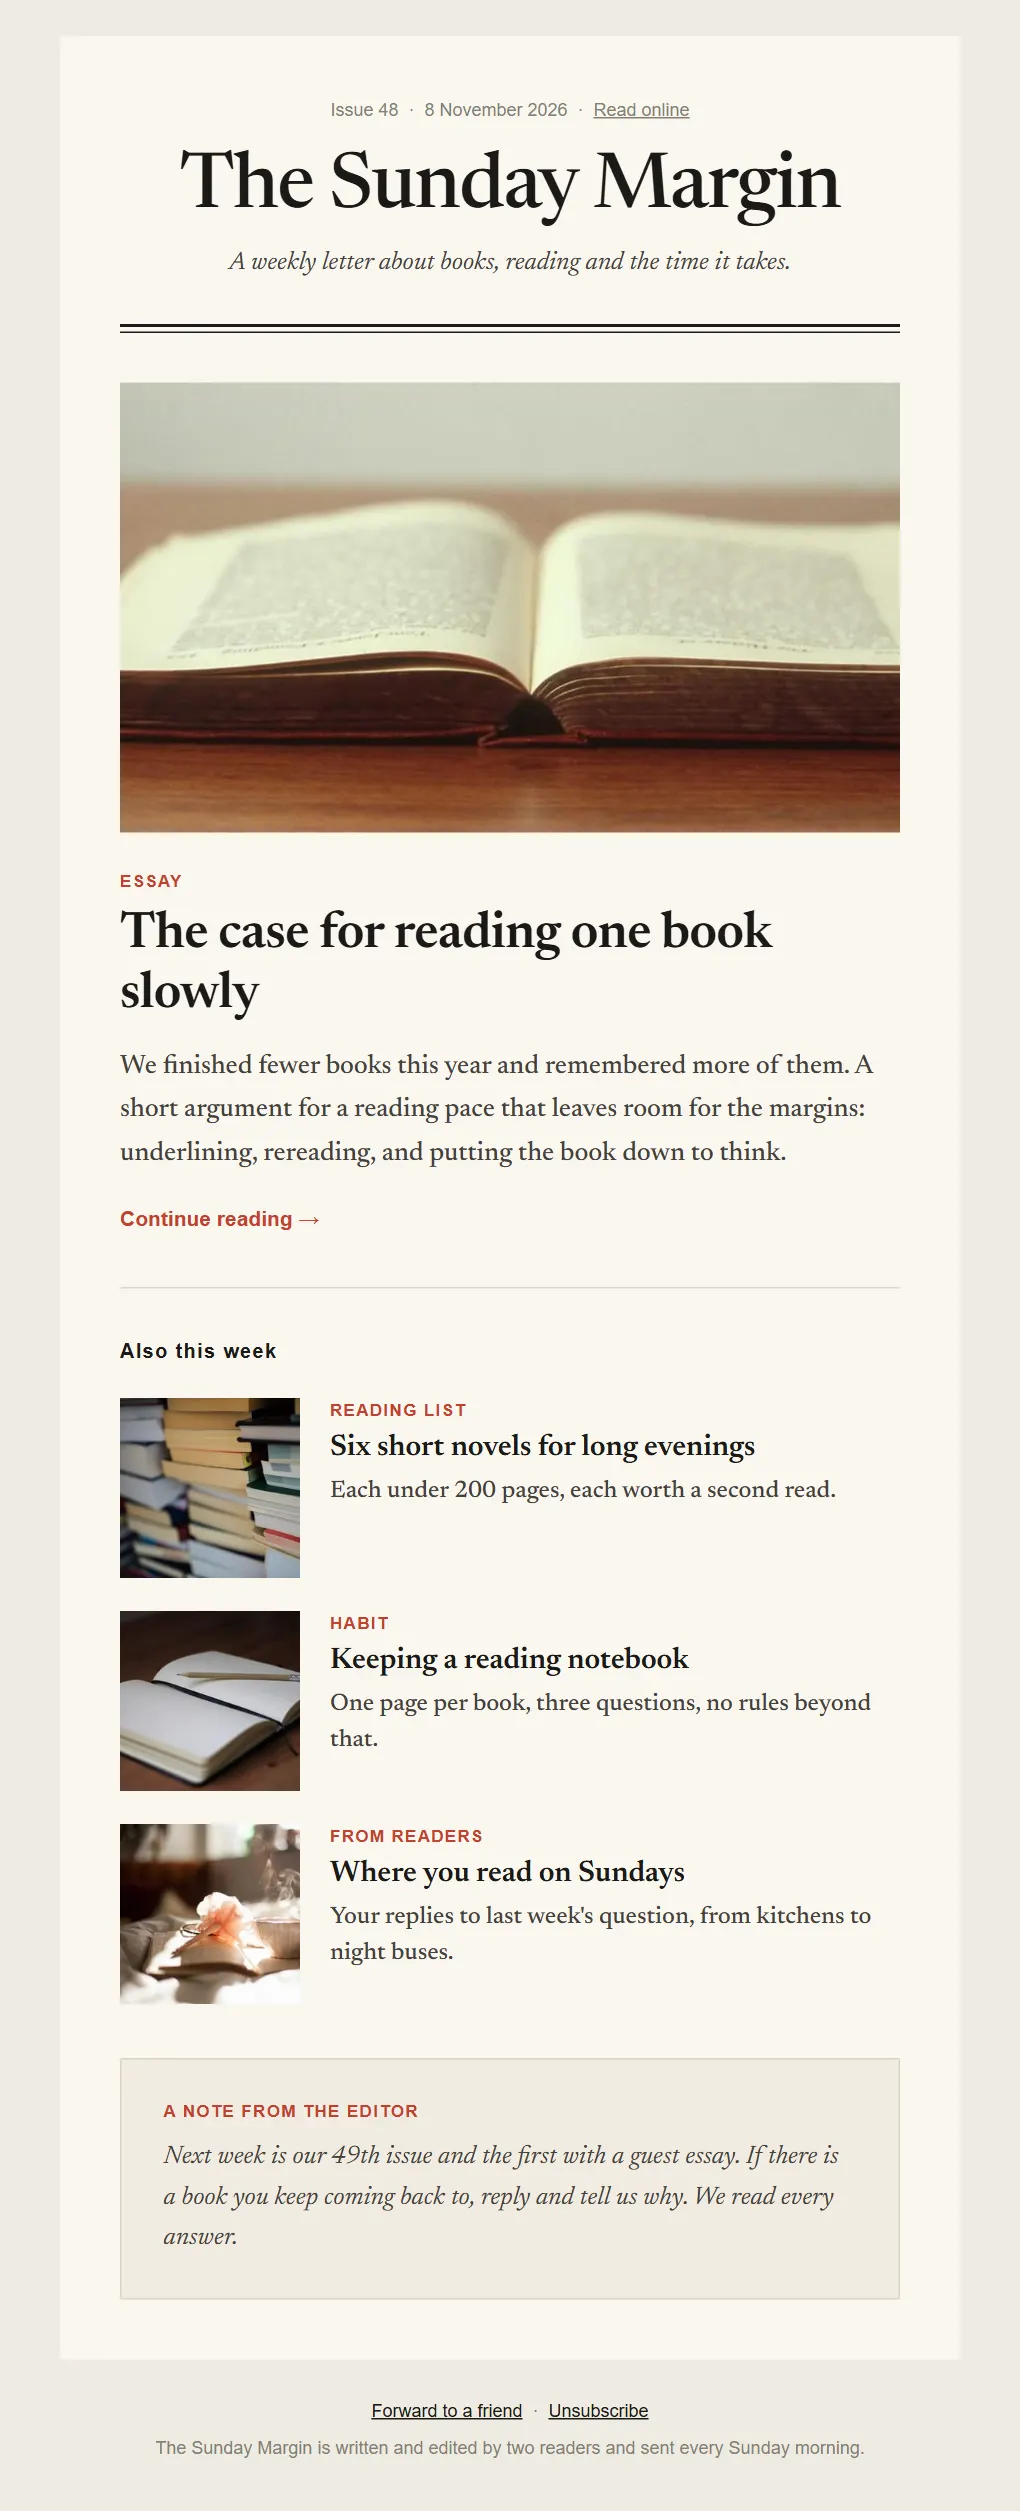 Issue 48 · 8 November 2026 · Read online
The Sunday Margin
A weekly letter about books, reading and the time it takes.
ESSAY
The case for reading one book
slowly
We finished fewer books this year and remembered more of them. A
short argument for a reading pace that leaves room for the margins:
underlining, rereading, and putting the book down to think.
Continue reading →
Also this week
READING LIST
Six short novels for long evenings
Each under 200 pages, each worth a second read.
HABIT
Keeping a reading notebook
One page per book, three questions, no rules beyond
that.
FROM READERS
Where you read on Sundays
Your replies to last week's question, from kitchens to
night buses.
A NOTE FROM THE EDITOR
Next week is our 49th issue and the first with a guest essay. If there is
a book you keep coming back to, reply and tell us why. We read every
answer.
Forward to a friend · Unsubscribe
The Sunday Margin is written and edited by two readers and sent every Sunday morning.